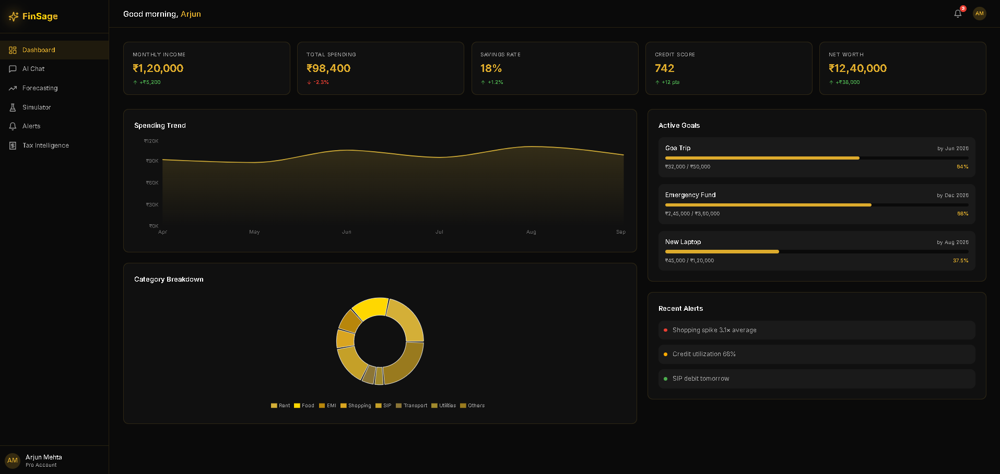 FinSage
Dashboard
AI Chat
Forecasting
Simulator
Alerts
Tax Intelligence
AM
Arjun Mehta
Pro Account
Good morning, Arjun
3
AM
MONTHLY INCOME
₹1,20,000
↑ +₹5,200
TOTAL SPENDING
₹98,400
↓ -2.3%
SAVINGS RATE
18%
↑ +1.2%
CREDIT SCORE
742
↑ +12 pts
NET WORTH
₹12,40,000
↑ +₹38,000
Spending Trend
₹120K
₹90K
₹60K
₹30K
₹0K
Apr May Jun Jul Aug Sep
Category Breakdown
Rent Food EMI Shopping SIP Transport Utilities Others
Active Goals
Goa Trip by Jun 2026
₹32,000 / ₹50,000 64%
Emergency Fund by Dec 2026
₹2,45,000 / ₹3,60,000 68%
New Laptop by Aug 2026
₹45,000 / ₹1,20,000 37.5%
Recent Alerts
Shopping spike 3.1× average
Credit utilization 68%
SIP debit tomorrow